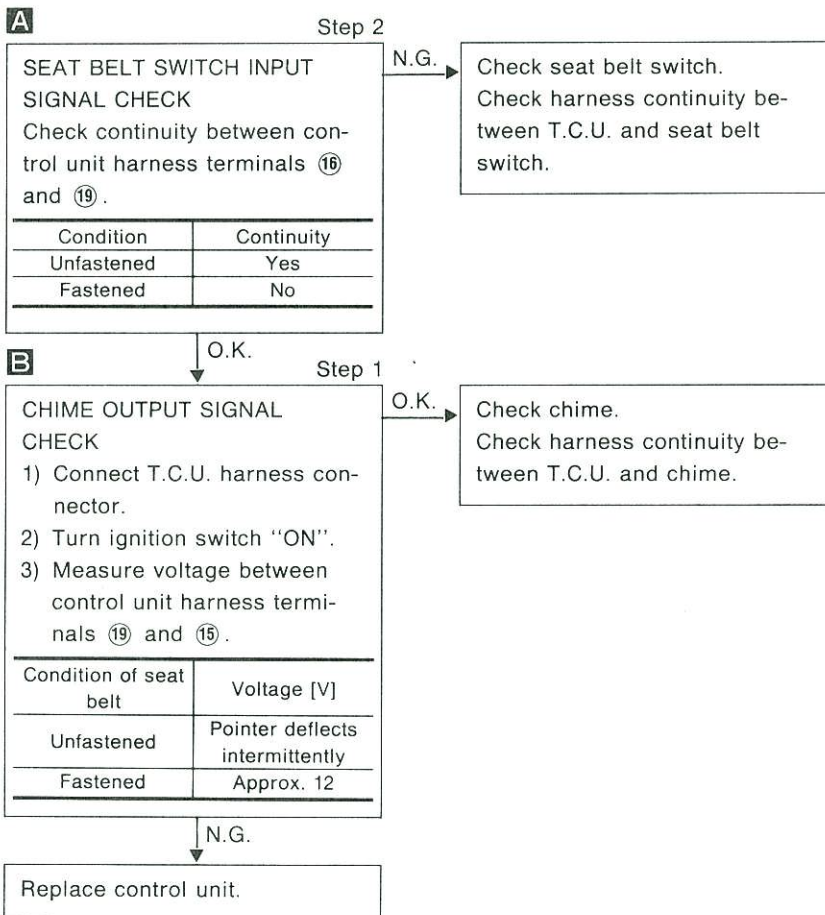 A
Step 2
SEAT BELT SWITCH INPUT
SIGNAL CHECK
Check continuity between con-
trol unit harness terminals ⑯
and ⑲ .
Condition Continuity
Unfastened Yes
Fastened No
N.G.
Check seat belt switch.
Check harness continuity be-
tween T.C.U. and seat belt
switch.
O.K.
B
Step 1
CHIME OUTPUT SIGNAL
CHECK
1) Connect T.C.U. harness con-
nector.
2) Turn ignition switch ‘‘ON’’.
3) Measure voltage between
control unit harness termi-
nals ⑲ and ⑮ .
Condition of seat
belt
Voltage [V]
Unfastened
Pointer deflects
intermittently
Fastened Approx. 12
O.K.
Check chime.
Check harness continuity be-
tween T.C.U. and chime.
N.G.
Replace control unit.